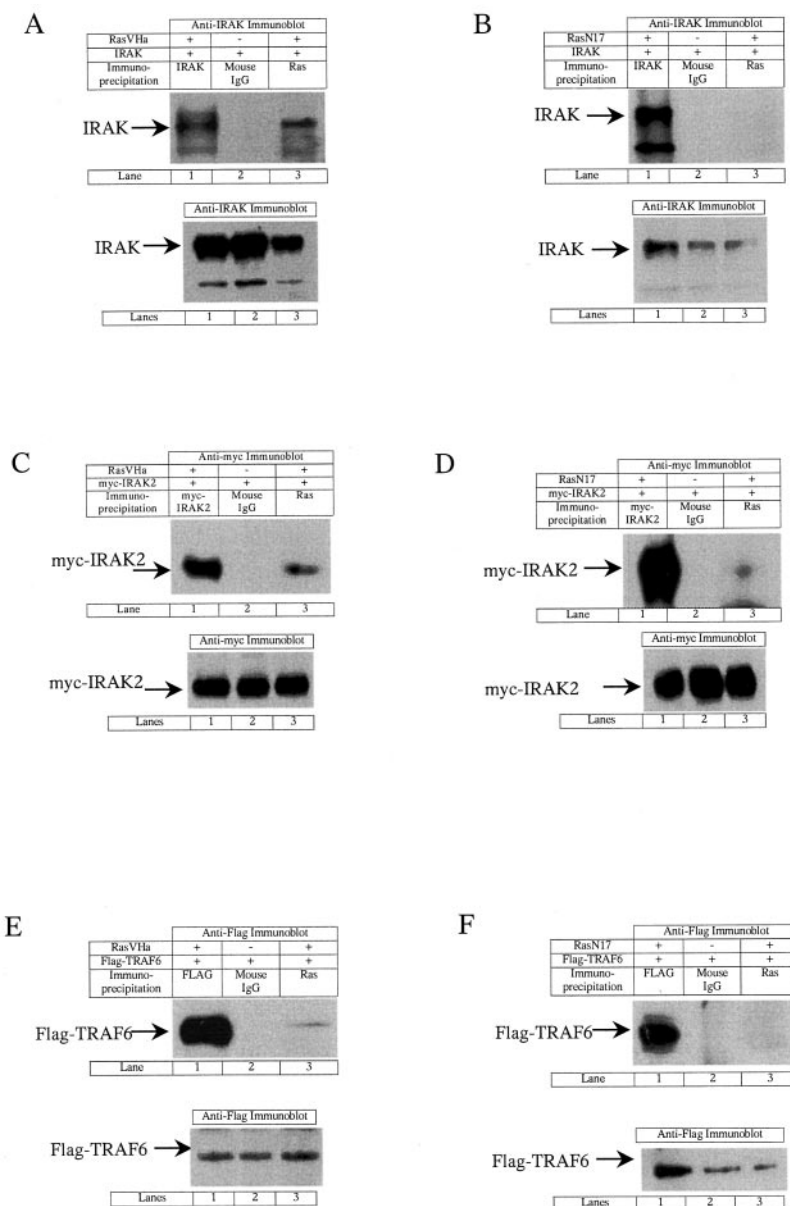 A
Anti-IRAK Immunoblot
RasVHa + - +
IRAK + + +
Immuno-precipitation IRAK Mouse IgG Ras
IRAK
Lane 1 2 3
Anti-IRAK Immunoblot
IRAK
Lanes 1 2 3
B
Anti-IRAK Immunoblot
RasN17 + - +
IRAK + + +
Immuno-precipitation IRAK Mouse IgG Ras
IRAK
Lane 1 2 3
Anti-IRAK Immunoblot
IRAK
Lanes 1 2 3
C
Anti-myc Immunoblot
RasVHa + - +
myc-IRAK2 + + +
Immuno-precipitation myc-IRAK2 Mouse IgG Ras
myc-IRAK2
Lane 1 2 3
Anti-myc Immunoblot
myc-IRAK2
Lanes 1 2 3
D
Anti-myc Immunoblot
RasN17 + - +
myc-IRAK2 + + +
Immuno-precipitation myc-IRAK2 Mouse IgG Ras
myc-IRAK2
Lane 1 2 3
Anti-myc Immunoblot
myc-IRAK2
Lanes 1 2 3
E
Anti-Flag Immunoblot
RasVHa + - +
Flag-TRAF6 + + +
Immuno-precipitation FLAG Mouse IgG Ras
Flag-TRAF6
Lane 1 2 3
Anti-Flag Immunoblot
Flag-TRAF6
Lanes 1 2 3
F
Anti-Flag Immunoblot
RasN17 + - +
Flag-TRAF6 + + +
Immuno-precipitation FLAG Mouse IgG Ras
Flag-TRAF6
Lane 1 2 3
Anti-Flag Immunoblot
Flag-TRAF6
Lanes 1 2 3